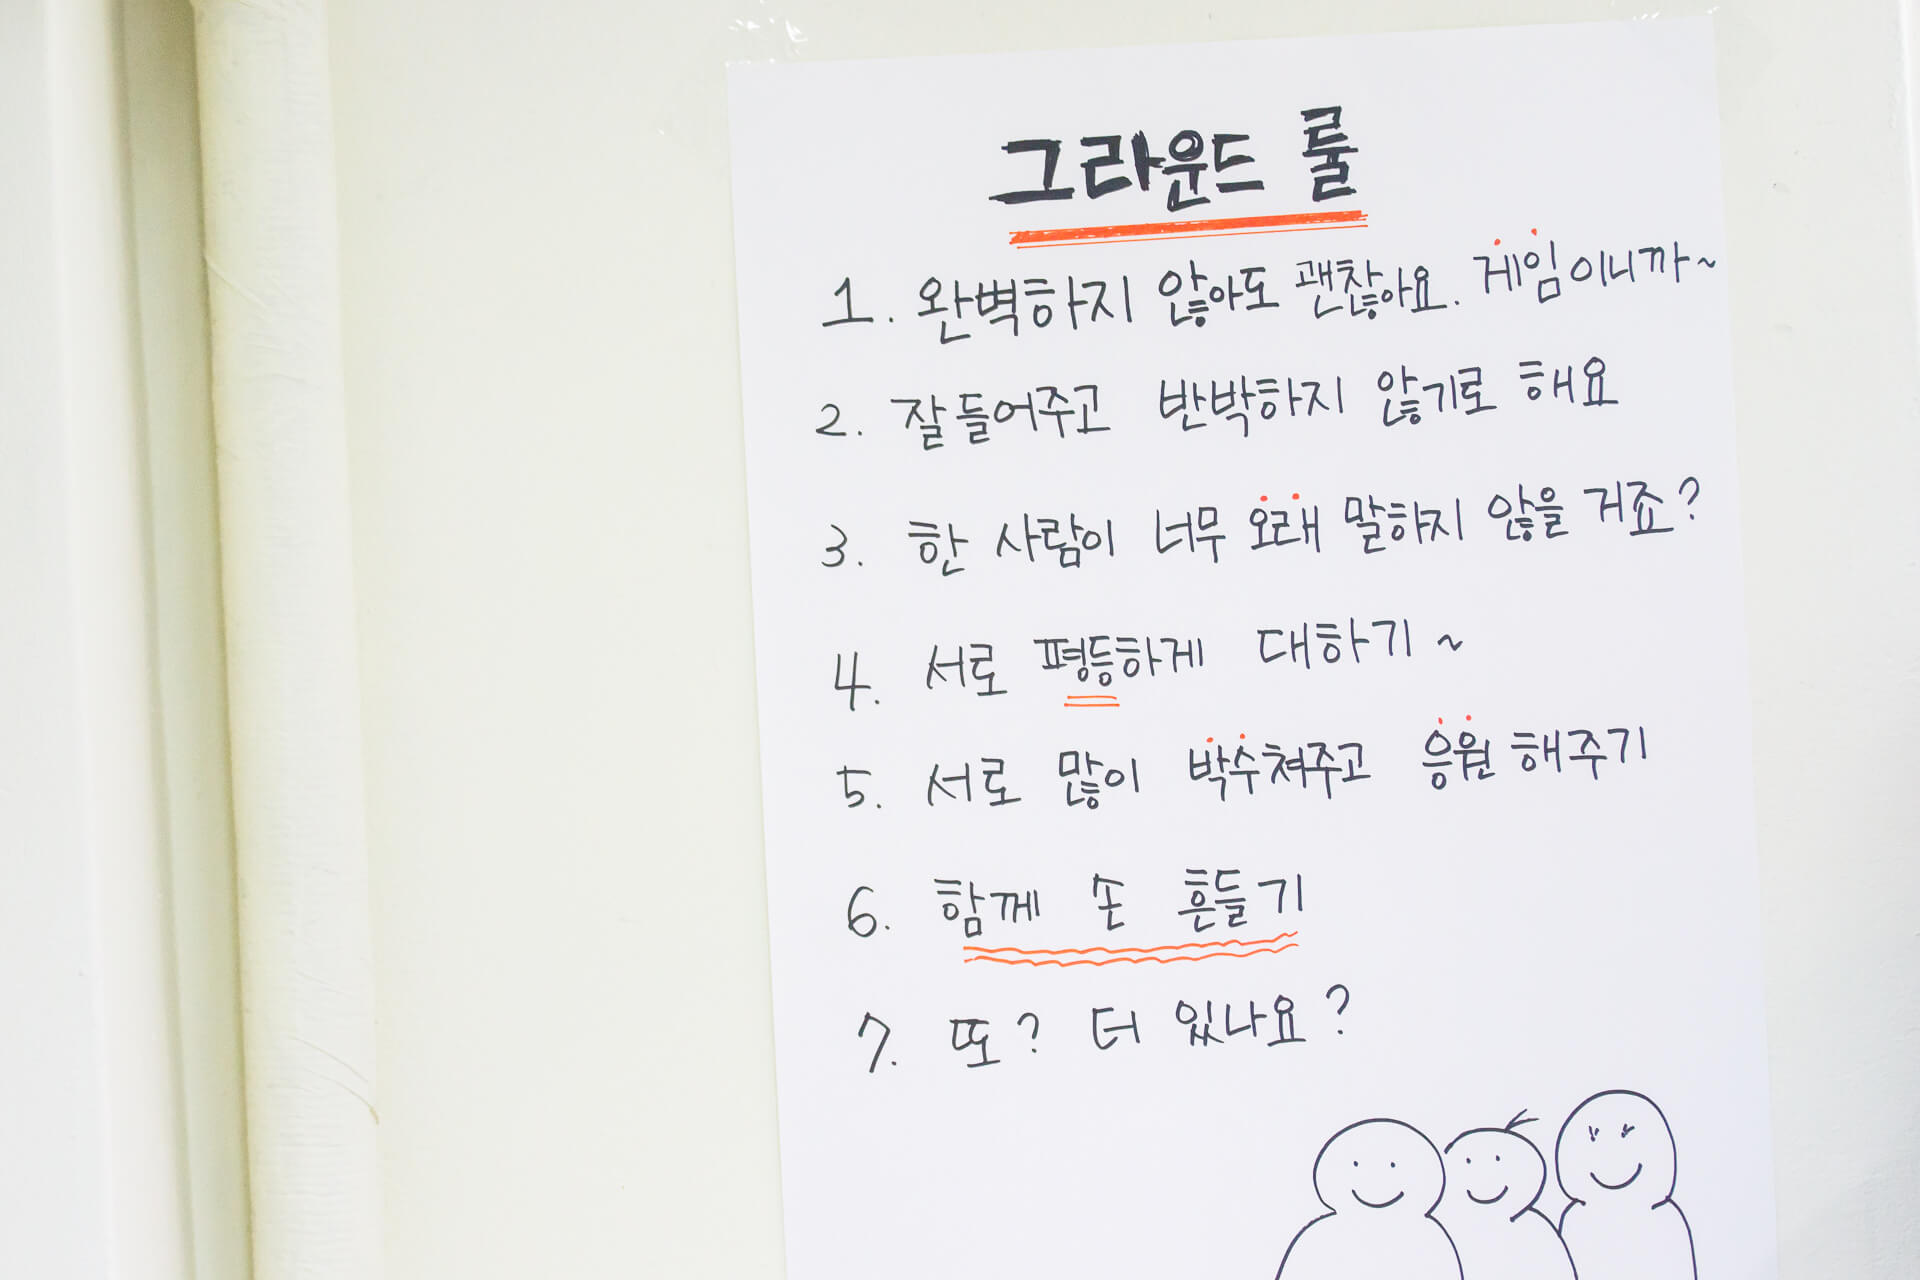 그라운드 룰
1. 완벽하지 않아도 괜찮아요. 게임이니까~
2. 잘 들어주고 반박하지 않기로 해요
3. 한 사람이 너무 오래 말하지 않을 거죠?
4. 서로 평등하게 대하기~
5. 서로 많이 박수쳐주고 응원 해주기
6. 함께 손 흔들기
7. 또? 더 있나요?